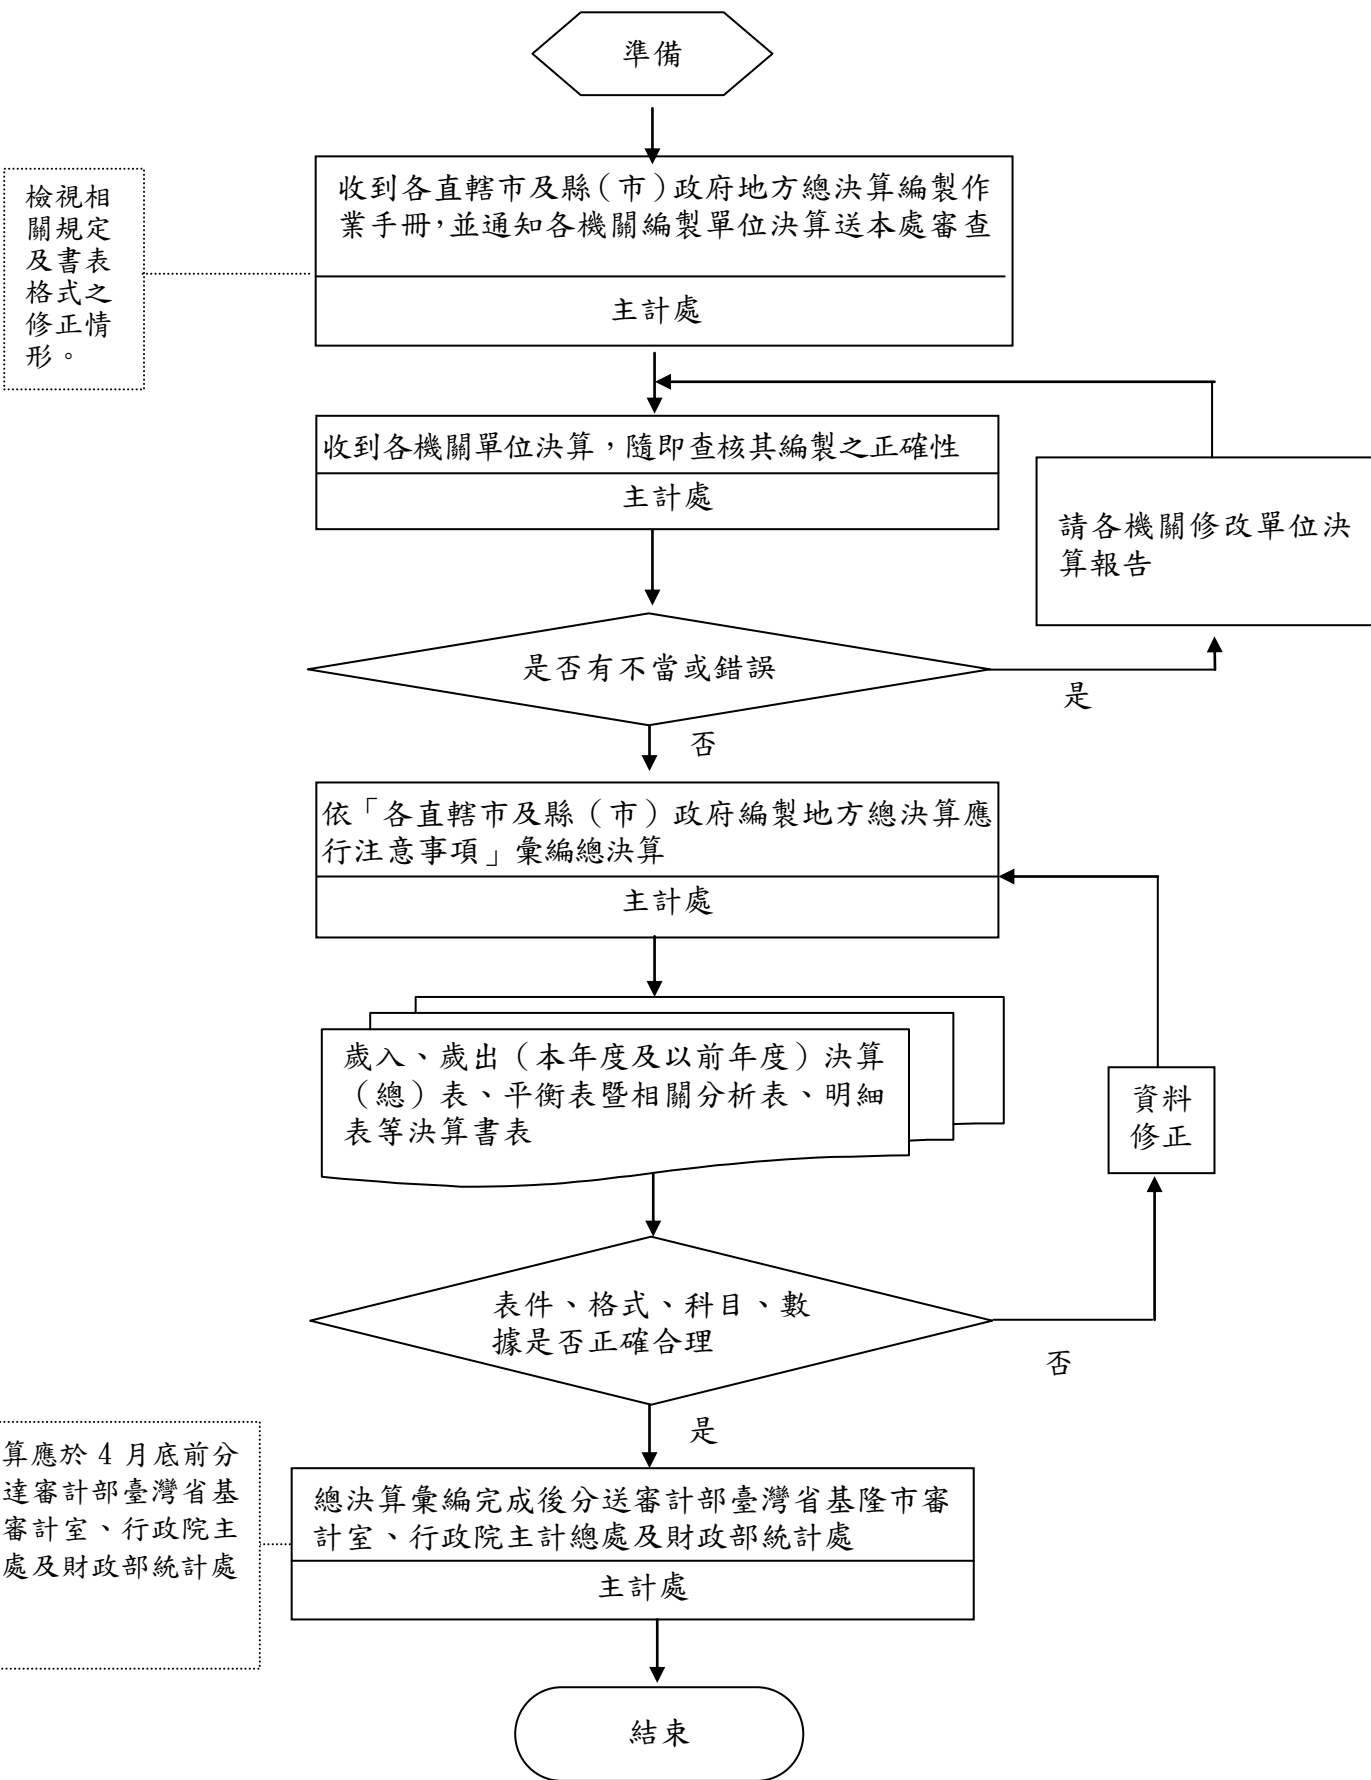 準備
檢視相
關規定
及書表
格式之
修正情
形。
收到各直轄市及縣（市）政府地方總決算編製作
業手冊，並通知各機關編製單位決算送本處審查
主計處
收到各機關單位決算，隨即查核其編製之正確性
主計處
請各機關修改單位決
算報告
是否有不當或錯誤
是
否
依「各直轄市及縣（市）政府編製地方總決算應
行注意事項」彙編總決算
主計處
歲入、歲出（本年度及以前年度）決算
（總）表、平衡表暨相關分析表、明細
表等決算書表
資料
修正
表件、格式、科目、數
據是否正確合理
否
是
算應於 4 月底前分
達審計部臺灣省基
審計室、行政院主
處及財政部統計處
總決算彙編完成後分送審計部臺灣省基隆市審
計室、行政院主計總處及財政部統計處
主計處
結束